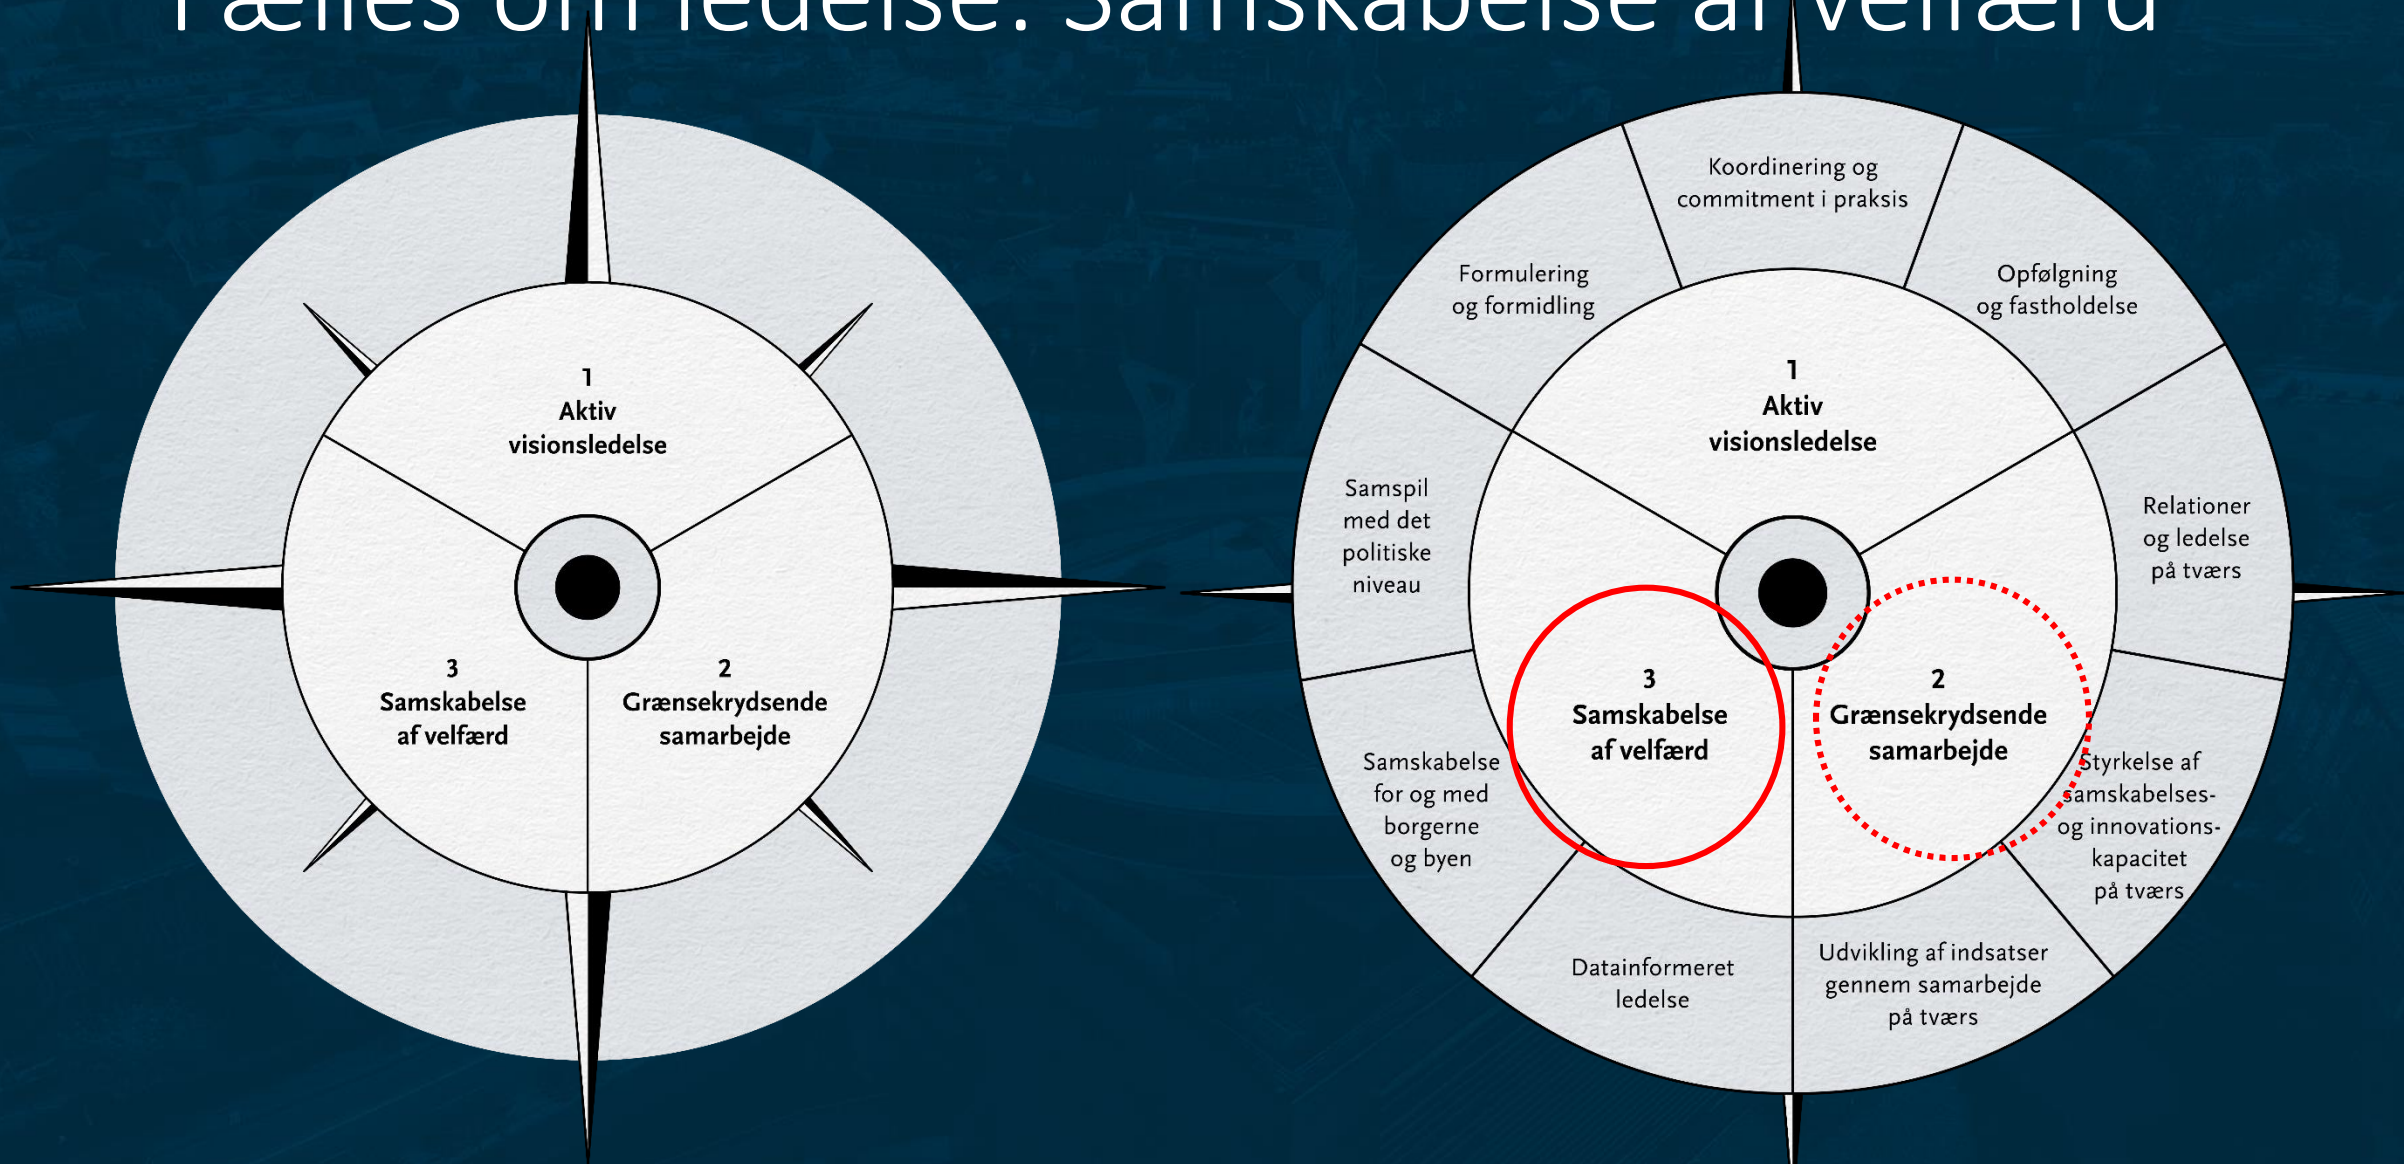 Fælles om ledelse: Samskabelse af velfærd
1
Aktiv
visionsledelse
3
Samskabelse
af velfærd
2
Grænsekrydsende
samarbejde
Koordinering og
commitment i praksis
Formulering
og formidling
Opfølgning
og fastholdelse
1
Aktiv
visionsledelse
Samspil
med det
politiske
niveau
Relationer
og ledelse
på tværs
3
Samskabelse
af velfærd
2
Grænsekrydsende
samarbejde
Samskabelse
for og med
borgerne
og byen
Styrkelse af
samskabelses-
og innovations-
kapacitet
på tværs
Datainformeret
ledelse
Udvikling af indsatser
gennem samarbejde
på tværs